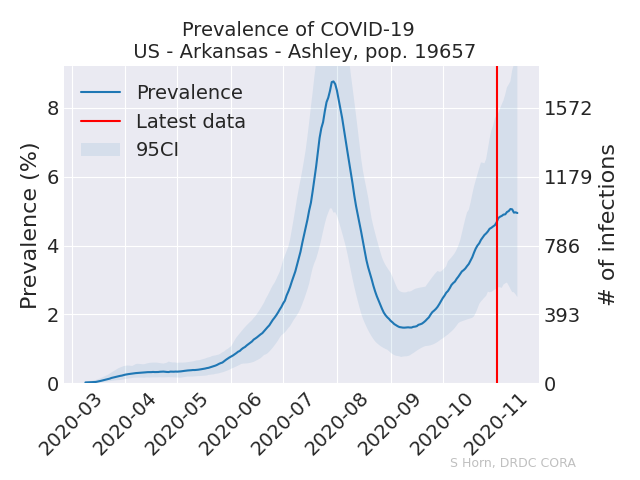 Prevalence of COVID-19
US - Arkansas - Ashley, pop. 19657
Prevalence
Latest data
95CI
Prevalence (%)
8
6
4
2
0
1572
1179
786
393
0
# of infections
2020-03
2020-04
2020-05
2020-06
2020-07
2020-08
2020-09
2020-10
2020-11
S Horn, DRDC CORA